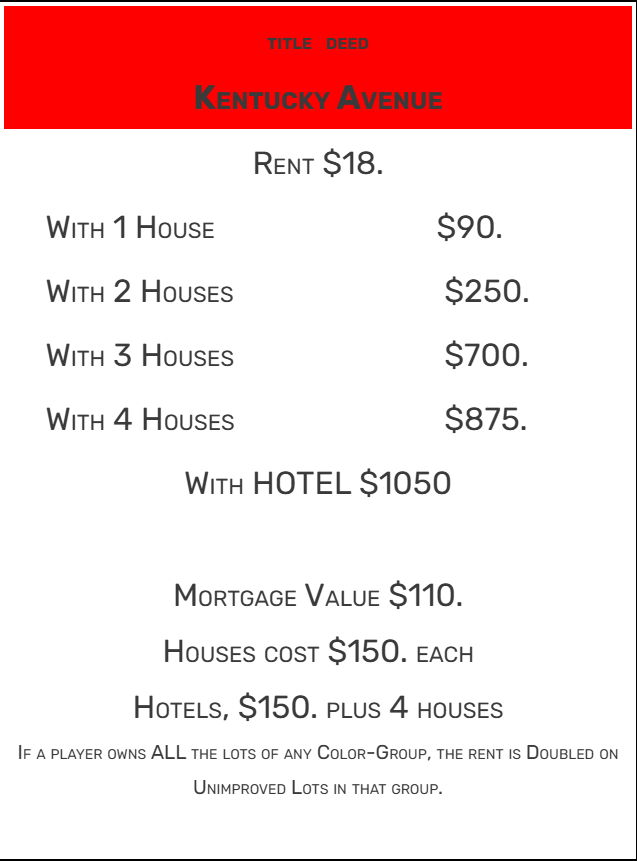 TITLE DEED
KENTUCKY AVENUE
RENT $18.
WITH 1 HOUSE $90.
WITH 2 HOUSES $250.
WITH 3 HOUSES $700.
WITH 4 HOUSES $875.
WITH HOTEL $1050
MORTGAGE VALUE $110.
HOUSES COST $150. EACH
HOTELS, $150. PLUS 4 HOUSES
IF A PLAYER OWNS ALL THE LOTS OF ANY COLOR-GROUP, THE RENT IS DOUBLED ON
UNIMPROVED LOTS IN THAT GROUP.